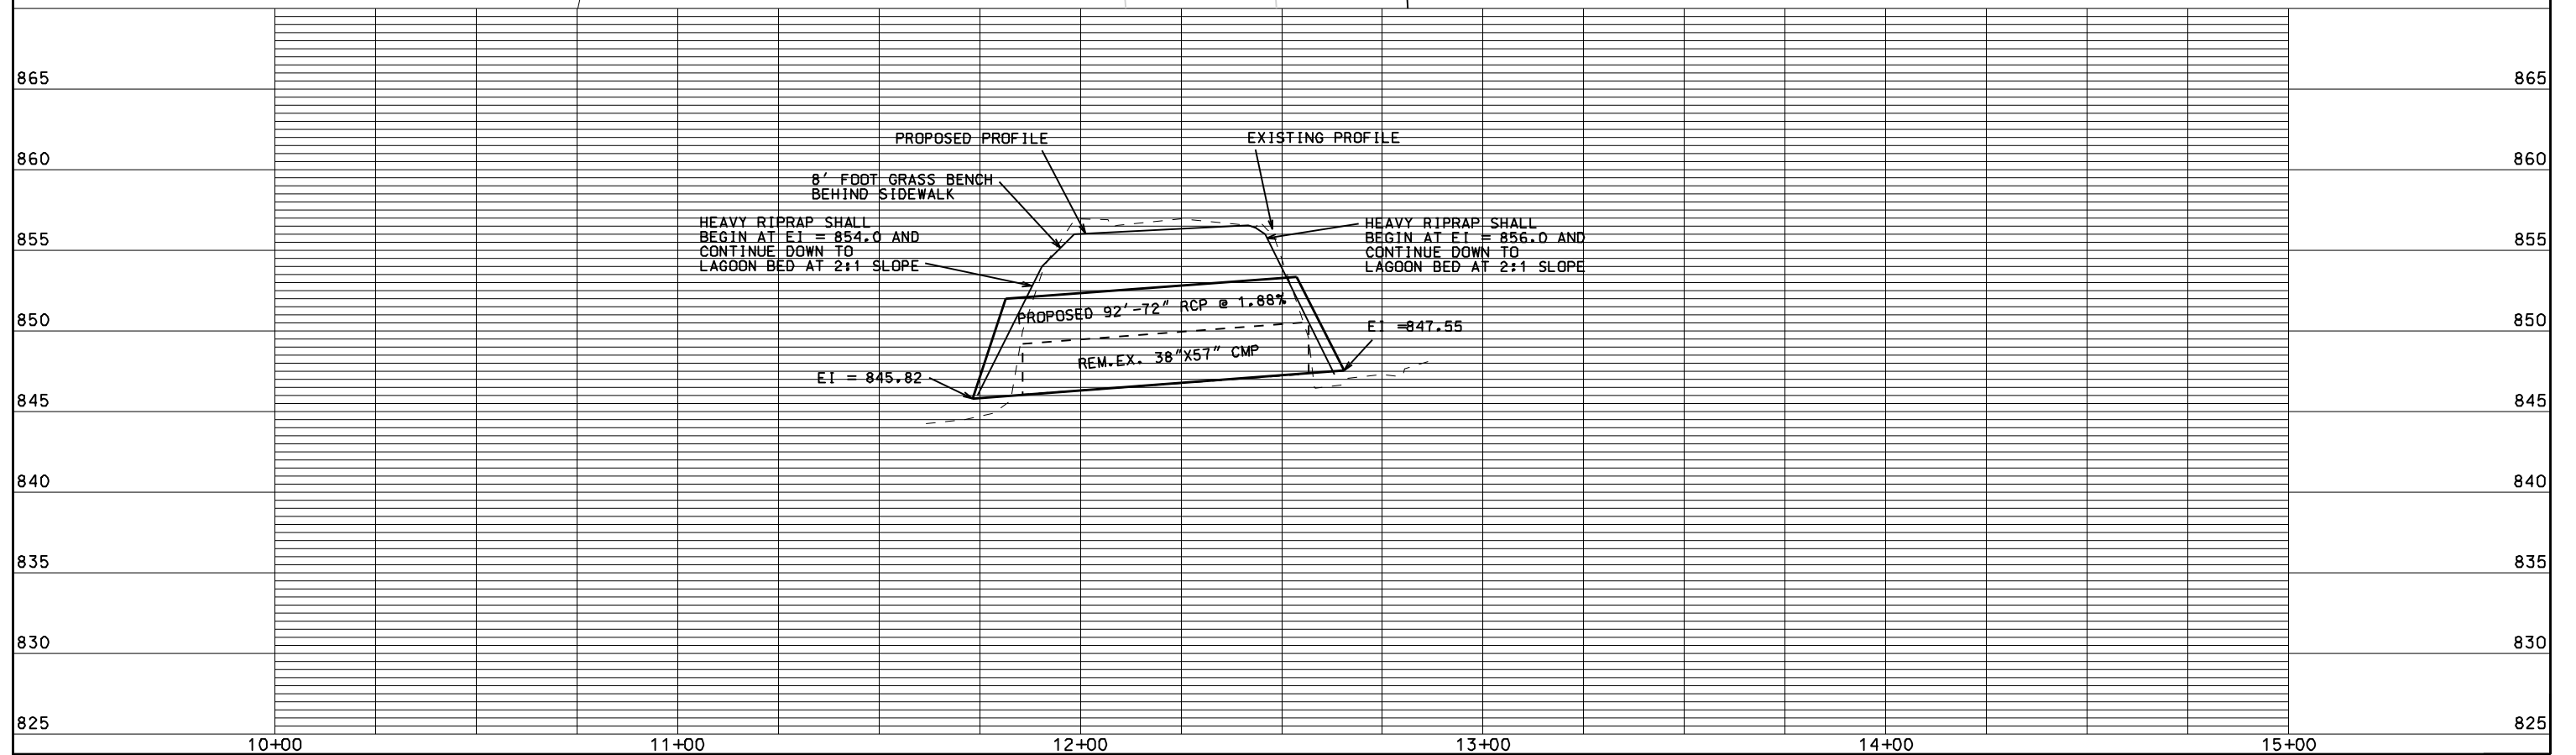 865
865
PROPOSED PROFILE
EXISTING PROFILE
860
860
8' FOOT GRASS BENCH
BEHIND SIDEWALK
HEAVY RIPRAP SHALL
BEGIN AT EI = 854.0 AND
CONTINUE DOWN TO
LAGOON BED AT 2:1 SLOPE
HEAVY RIPRAP SHALL
BEGIN AT EI = 856.0 AND
CONTINUE DOWN TO
LAGOON BED AT 2:1 SLOPE
855
855
PROPOSED 92'-72" RCP @ 1.88%
850
850
EI =847.55
REM.EX. 38"X57" CMP
EI = 845.82
845
845
840
840
835
835
830
830
825
825
10+00
11+00
12+00
13+00
14+00
15+00